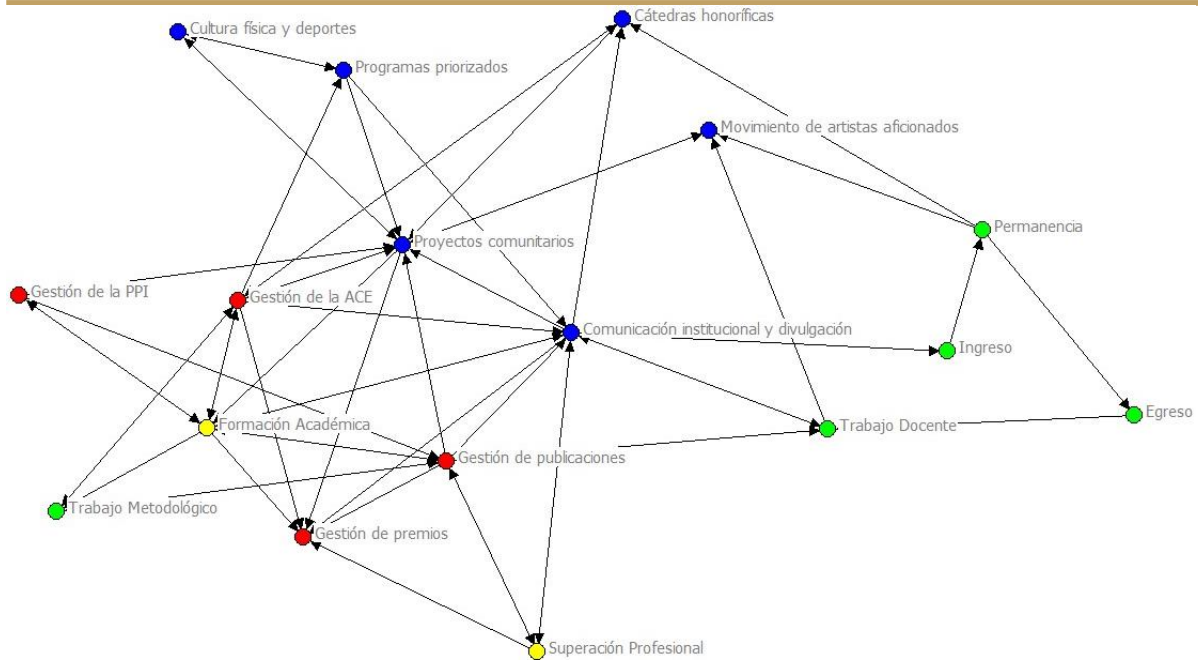 Cátedras honoríficas
Cultura física y deportes
Programas priorizados
Movimiento de artistas aficionados
Permanencia
Proyectos comunitarios
Gestión de la PPI
Gestión de la ACE
Comunicación institucional y divulgación
Ingreso
Egreso
Formación Académica
Trabajo Docente
Gestión de publicaciones
Trabajo Metodológico
Gestión de premios
Superación Profesional